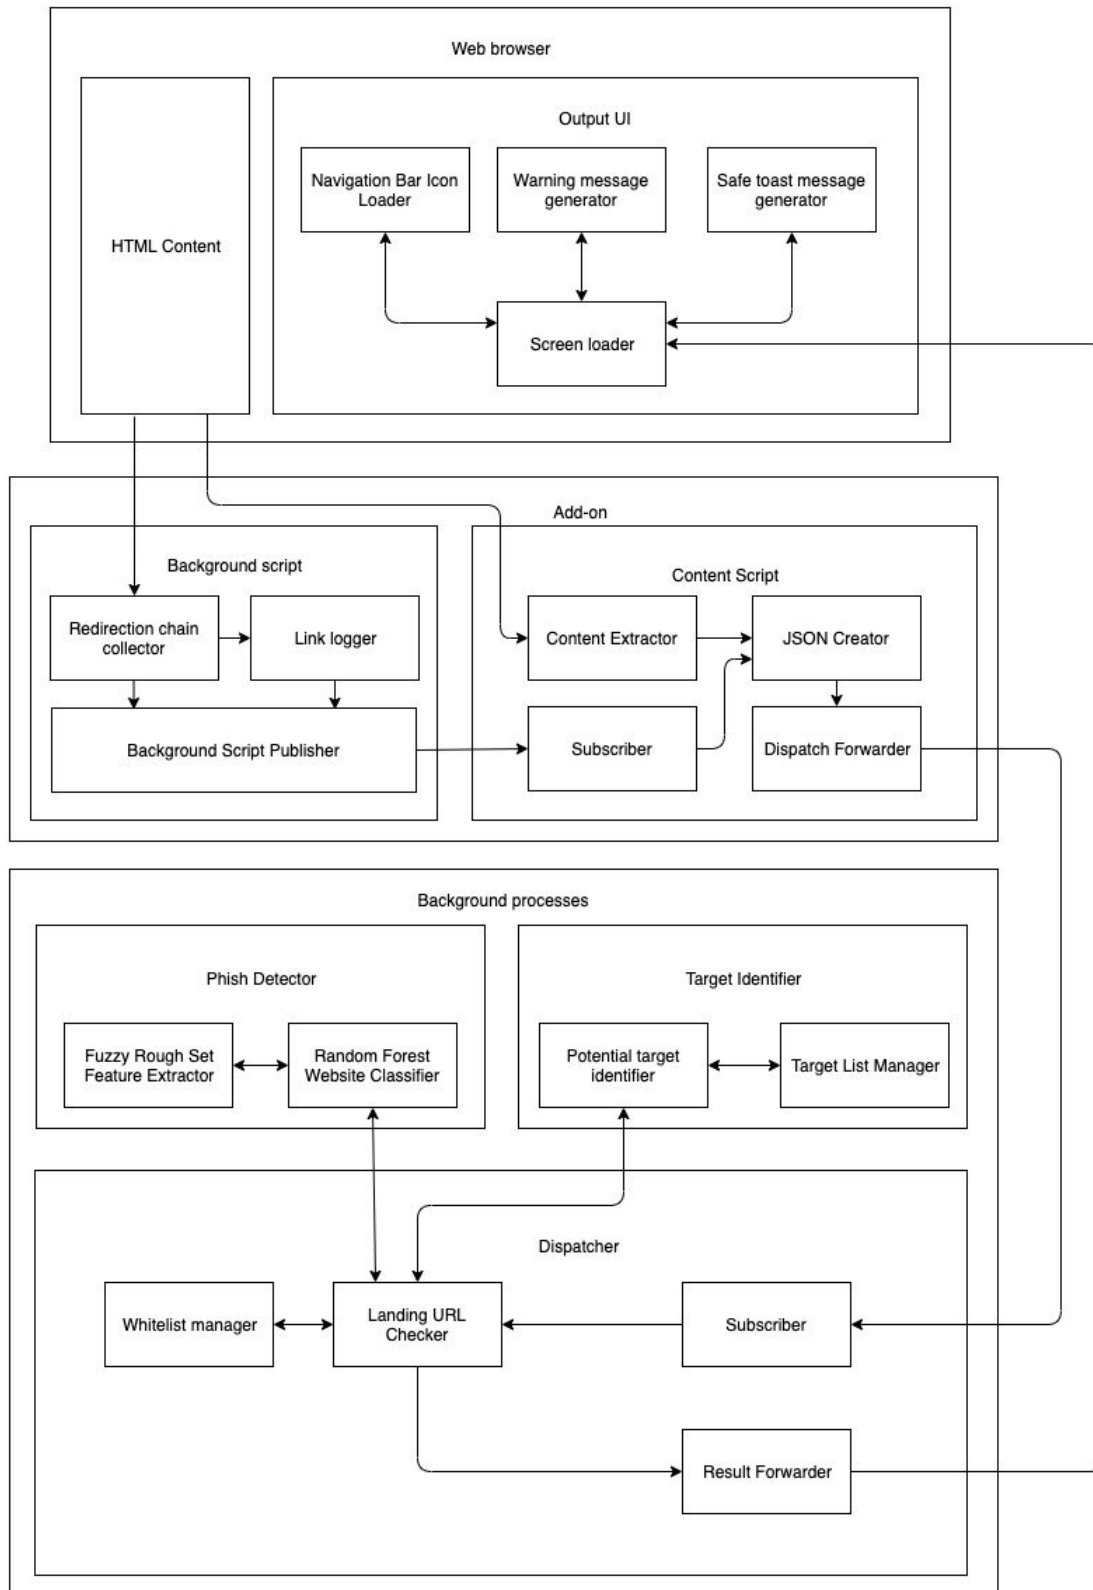 Web browser
Output UI
HTML Content
Navigation Bar Icon
Loader
Warning message
generator
Safe toast message
generator
Screen loader
Add-on
Background script
Redirection chain
collector
Link logger
Background Script Publisher
Content Script
Content Extractor
JSON Creator
Subscriber
Dispatch Forwarder
Background processes
Phish Detector
Fuzzy Rough Set
Feature Extractor
Random Forest
Website Classifier
Target Identifier
Potential target
identifier
Target List Manager
Dispatcher
Whitelist manager
Landing URL
Checker
Subscriber
Result Forwarder